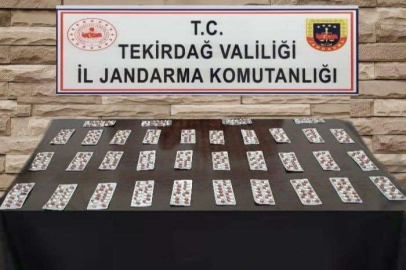 T.C.
TEKİRDAĞ VALİLİĞİ
İL JANDARMA KOMUTANLIĞI